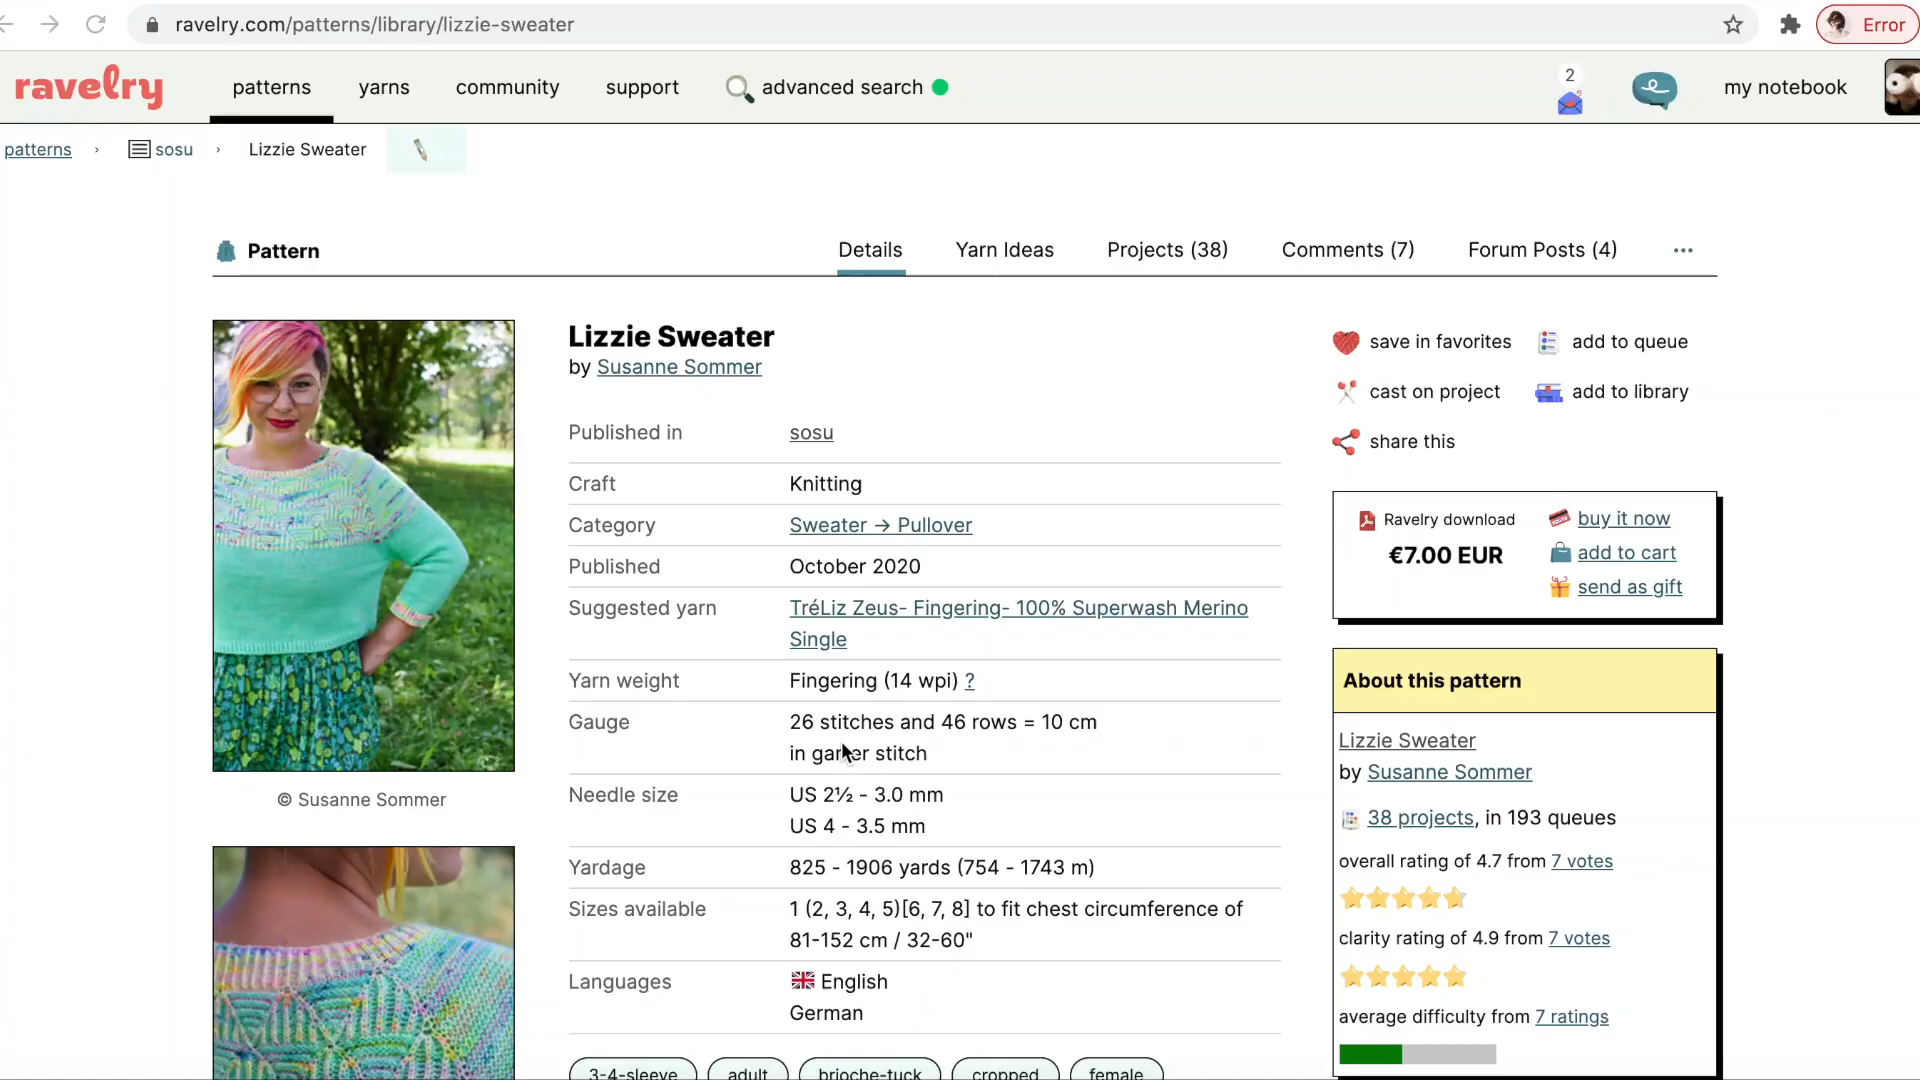 ravelry.com/patterns/library/lizzie-sweater
Error
ravelry
patterns
yarns
community
support
advanced search
2
my notebook
patterns › sosu › Lizzie Sweater
Pattern
Details
Yarn Ideas
Projects (38)
Comments (7)
Forum Posts (4)
Lizzie Sweater
by Susanne Sommer
Published in sosu
Craft Knitting
Category Sweater → Pullover
Published October 2020
Suggested yarn TréLiz Zeus- Fingering- 100% Superwash Merino
Single
Yarn weight Fingering (14 wpi) ?
Gauge 26 stitches and 46 rows = 10 cm
in garter stitch
Needle size US 2½ - 3.0 mm
US 4 - 3.5 mm
Yardage 825 - 1906 yards (754 - 1743 m)
Sizes available 1 (2, 3, 4, 5)[6, 7, 8] to fit chest circumference of
81-152 cm / 32-60"
Languages English
German
3-4-sleeve
adult
brioche-tuck
cropped
female
© Susanne Sommer
save in favorites
add to queue
cast on project
add to library
share this
Ravelry download
€7.00 EUR
buy it now
add to cart
send as gift
About this pattern
Lizzie Sweater
by Susanne Sommer
38 projects, in 193 queues
overall rating of 4.7 from 7 votes
clarity rating of 4.9 from 7 votes
average difficulty from 7 ratings